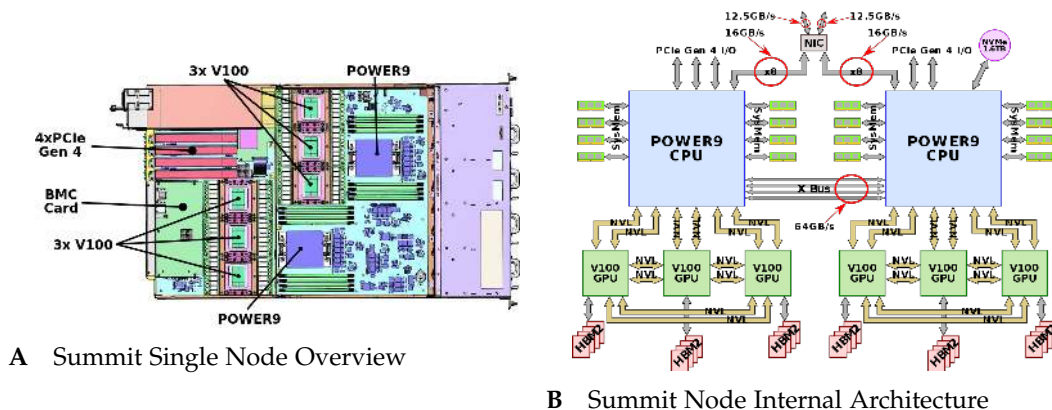 3x V100
POWER9
4xPCIe
Gen 4
BMC
Card
3x V100
POWER9
A Summit Single Node Overview
12.5GB/s
12.5GB/s
16GB/s
16GB/s
NIC
PCIe Gen 4 I/O
PCIe Gen 4 I/O
NVMe
1.6TB
x8
x8
SysMem
POWER9
CPU
SysMem
SysMem
POWER9
CPU
SysMem
X Bus
64GB/s
NVL
NVL
NVL
NVL
NVL
NVL
NVL
NVL
NVL
NVL
NVL
NVL
V100
GPU
NVL
NVL
V100
GPU
NVL
NVL
V100
GPU
V100
GPU
NVL
NVL
V100
GPU
NVL
NVL
V100
GPU
NVL
NVL
NVL
NVL
HBM2
HBM2
HBM2
HBM2
HBM2
HBM2
B Summit Node Internal Architecture